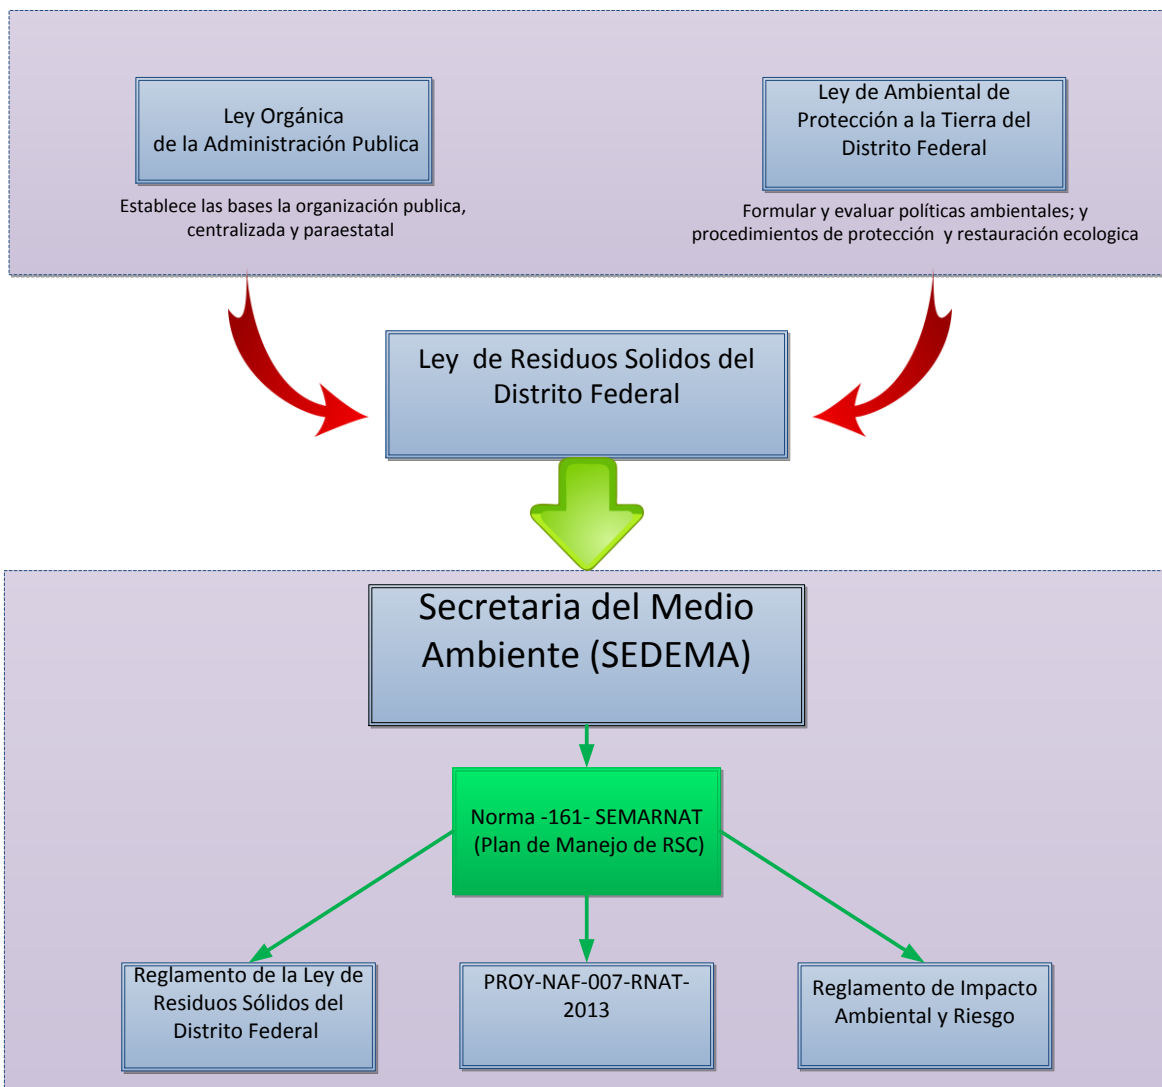 Ley Orgánica
de la Administración Publica
Establece las bases la organización publica,
centralizada y paraestatal
Ley de Ambiental de
Protección a la Tierra del
Distrito Federal
Formular y evaluar políticas ambientales; y
procedimientos de protección y restauración ecologica
Ley de Residuos Solidos del
Distrito Federal
Secretaria del Medio
Ambiente (SEDEMA)
Norma -161- SEMARNAT
(Plan de Manejo de RSC)
Reglamento de la Ley de
Residuos Sólidos del
Distrito Federal
PROY-NAF-007-RNAT-
2013
Reglamento de Impacto
Ambiental y Riesgo